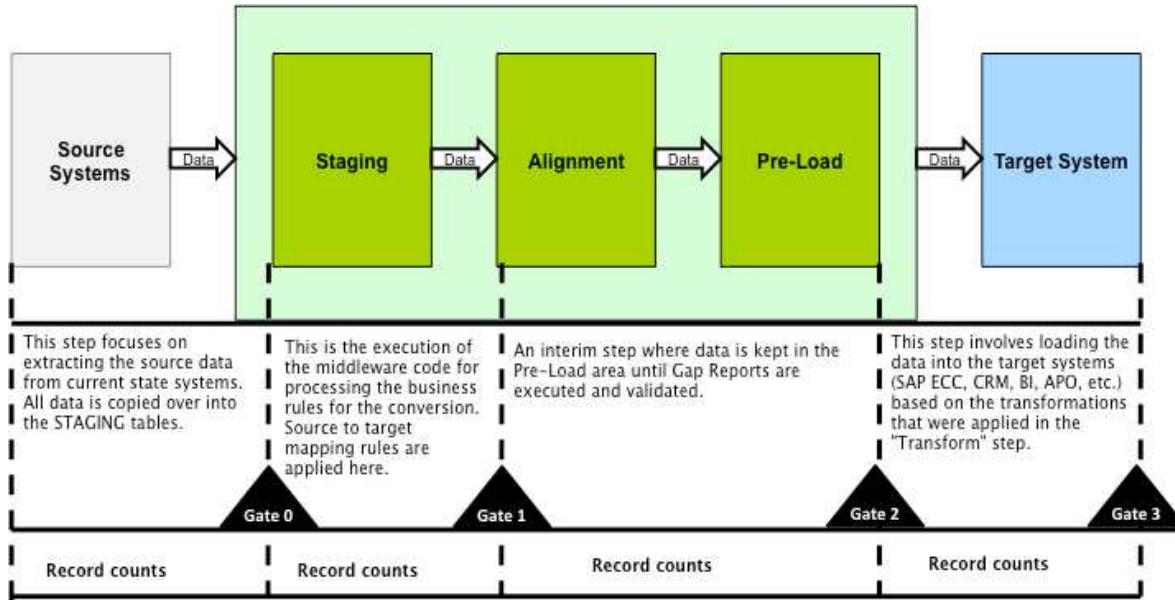 Source
Systems
Data
Staging
Data
Alignment
Data
Pre-Load
Data
Target System
This step focuses on
extracting the source data
from current state systems.
All data is copied over into
the STAGING tables.
This is the execution of
the middleware code for
processing the business
rules for the conversion.
Source to target
mapping rules are
applied here.
An interim step where data is kept in the
Pre-Load area until Gap Reports are
executed and validated.
This step involves loading the
data into the target systems
(SAP ECC, CRM, BI, APO, etc.)
based on the transformations
that were applied in the
"Transform" step.
Gate 0
Gate 1
Gate 2
Gate 3
Record counts
Record counts
Record counts
Record counts